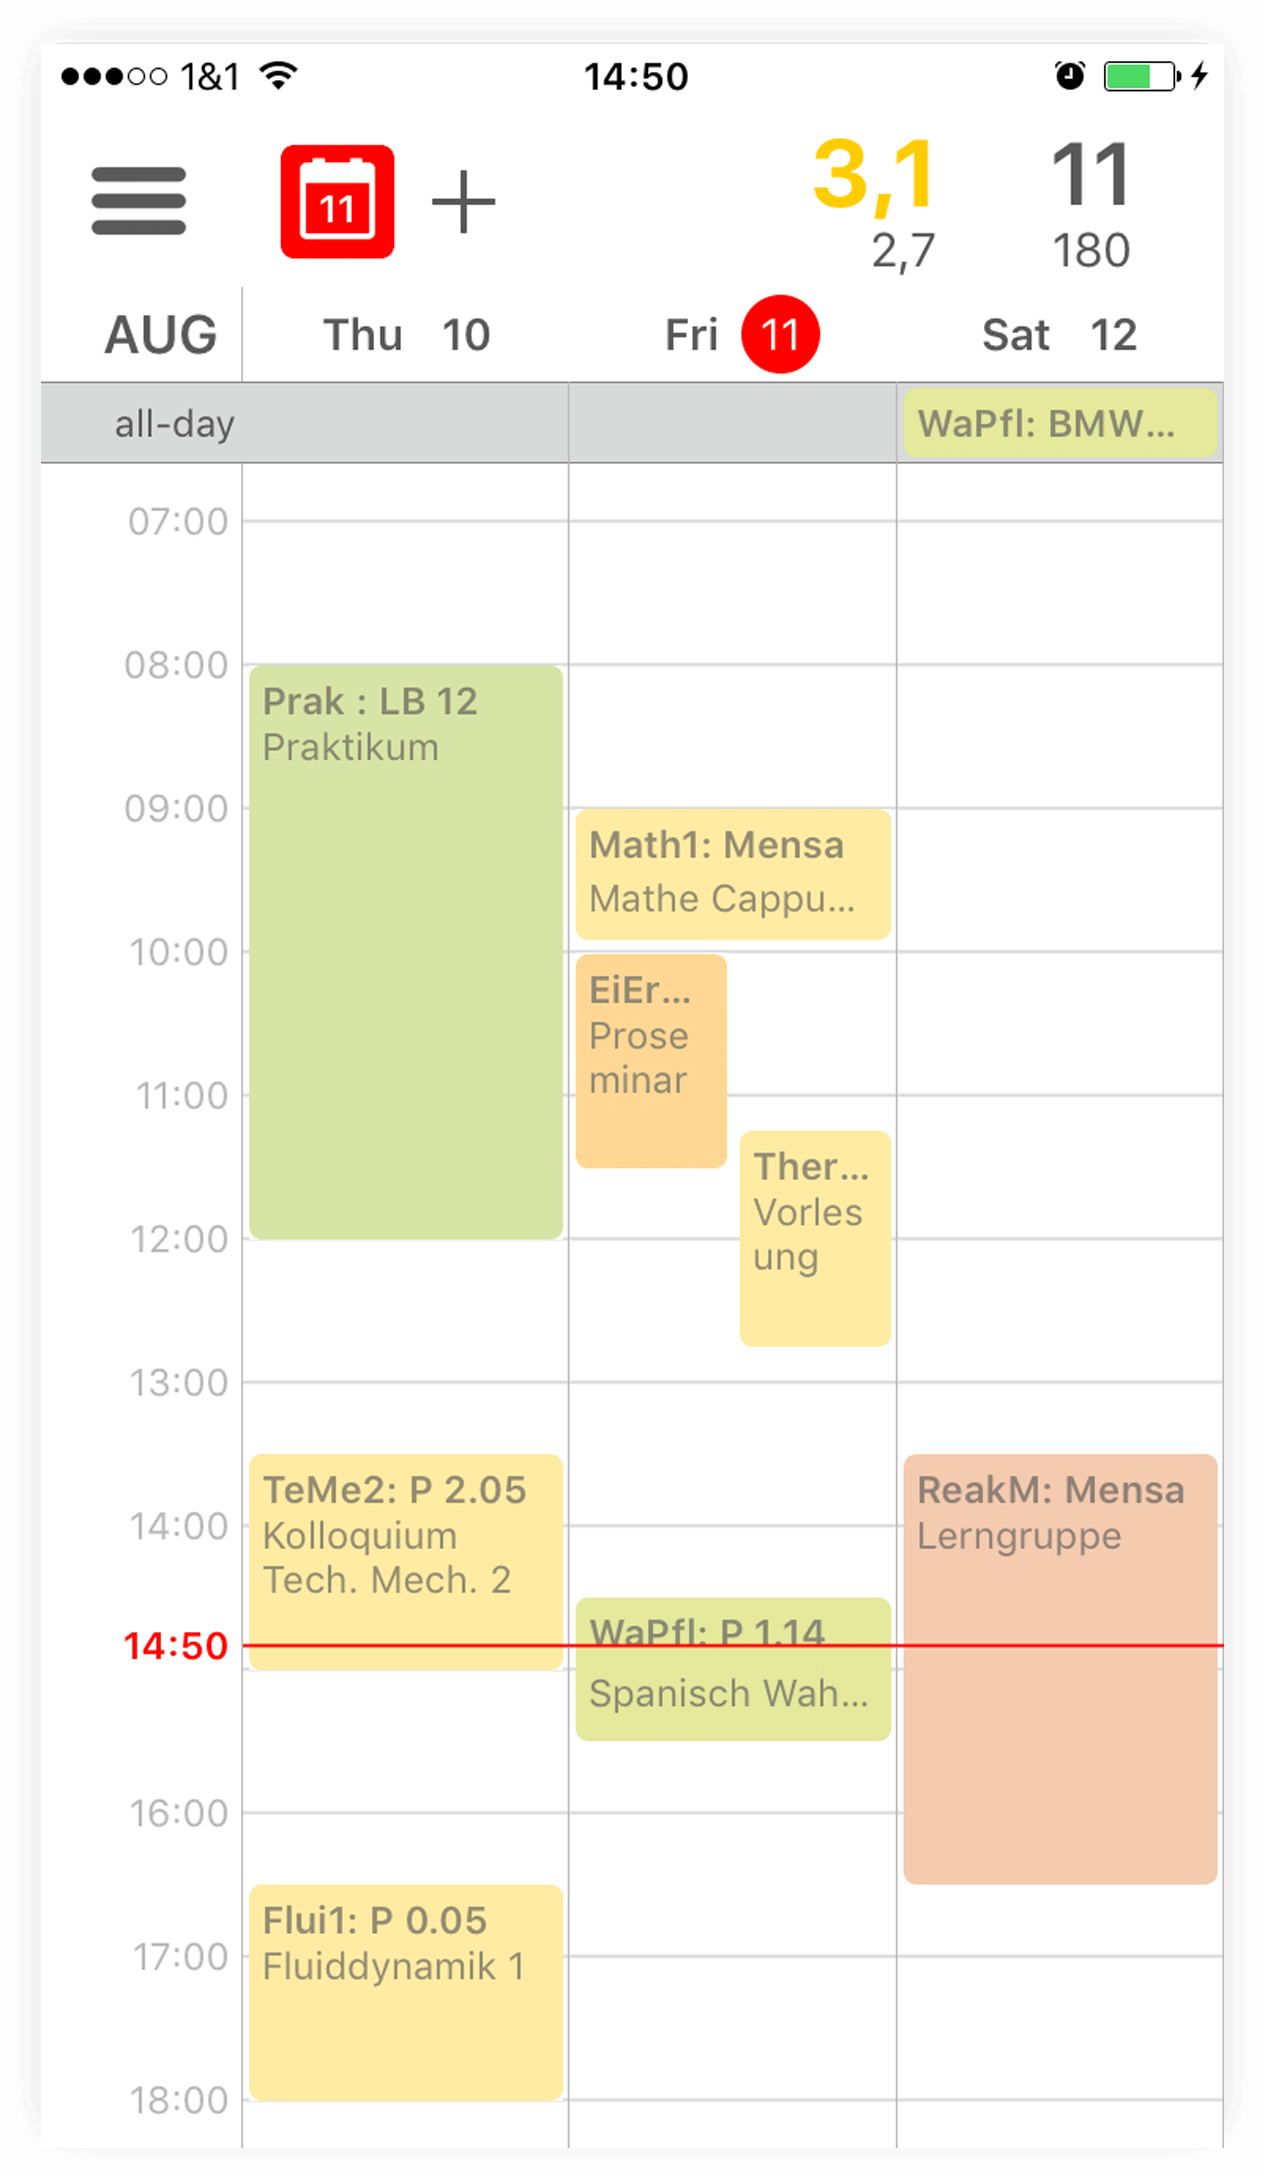 1&1 14:50
11 3,1 11
2,7 180
AUG Thu 10 Fri 11 Sat 12
all-day WaPfl: BMW...
07:00
08:00
Prak : LB 12
Praktikum
09:00
Math1: Mensa
Mathe Cappu...
10:00
EiEr...
Prose
minar
11:00
Ther...
Vorles
ung
12:00
13:00
TeMe2: P 2.05
Kolloquium
Tech. Mech. 2
ReakM: Mensa
Lerngruppe
14:00
WaPfl: P 1.14
Spanisch Wah...
14:50
16:00
Flui1: P 0.05
Fluiddynamik 1
17:00
18:00